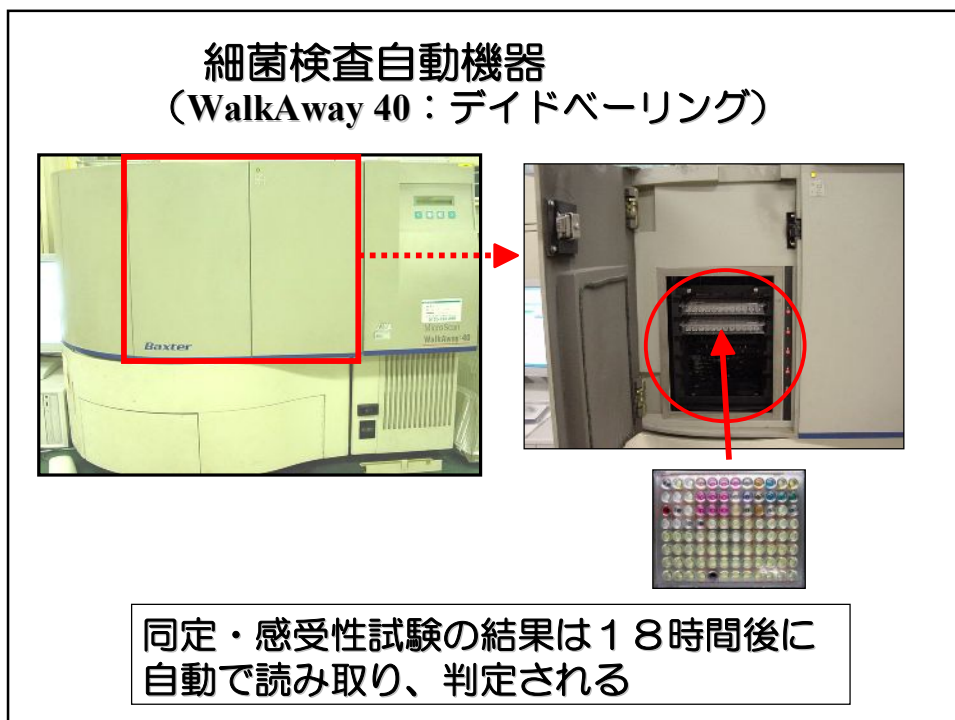 細菌検査自動機器
（WalkAway 40：デイドベーリング）
Baxter
MicroScan
WalkAway 40
同定・感受性試験の結果は１８時間後に
自動で読み取り、判定される